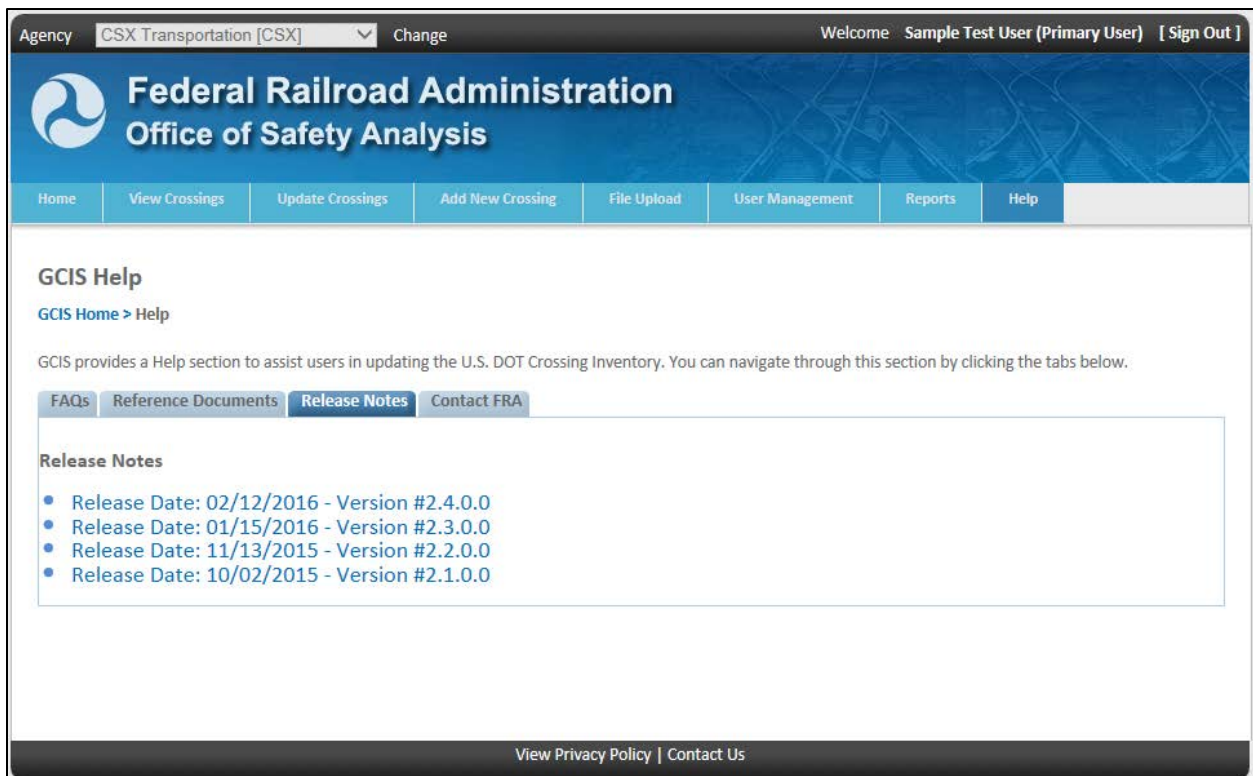 Agency CSX Transportation [CSX] Change Welcome Sample Test User (Primary User) [ Sign Out ]
Federal Railroad Administration
Office of Safety Analysis
Home View Crossings Update Crossings Add New Crossing File Upload User Management Reports Help
GCIS Help
GCIS Home > Help
GCIS provides a Help section to assist users in updating the U.S. DOT Crossing Inventory. You can navigate through this section by clicking the tabs below.
FAQs Reference Documents Release Notes Contact FRA
Release Notes
• Release Date: 02/12/2016 - Version #2.4.0.0
• Release Date: 01/15/2016 - Version #2.3.0.0
• Release Date: 11/13/2015 - Version #2.2.0.0
• Release Date: 10/02/2015 - Version #2.1.0.0
View Privacy Policy | Contact Us